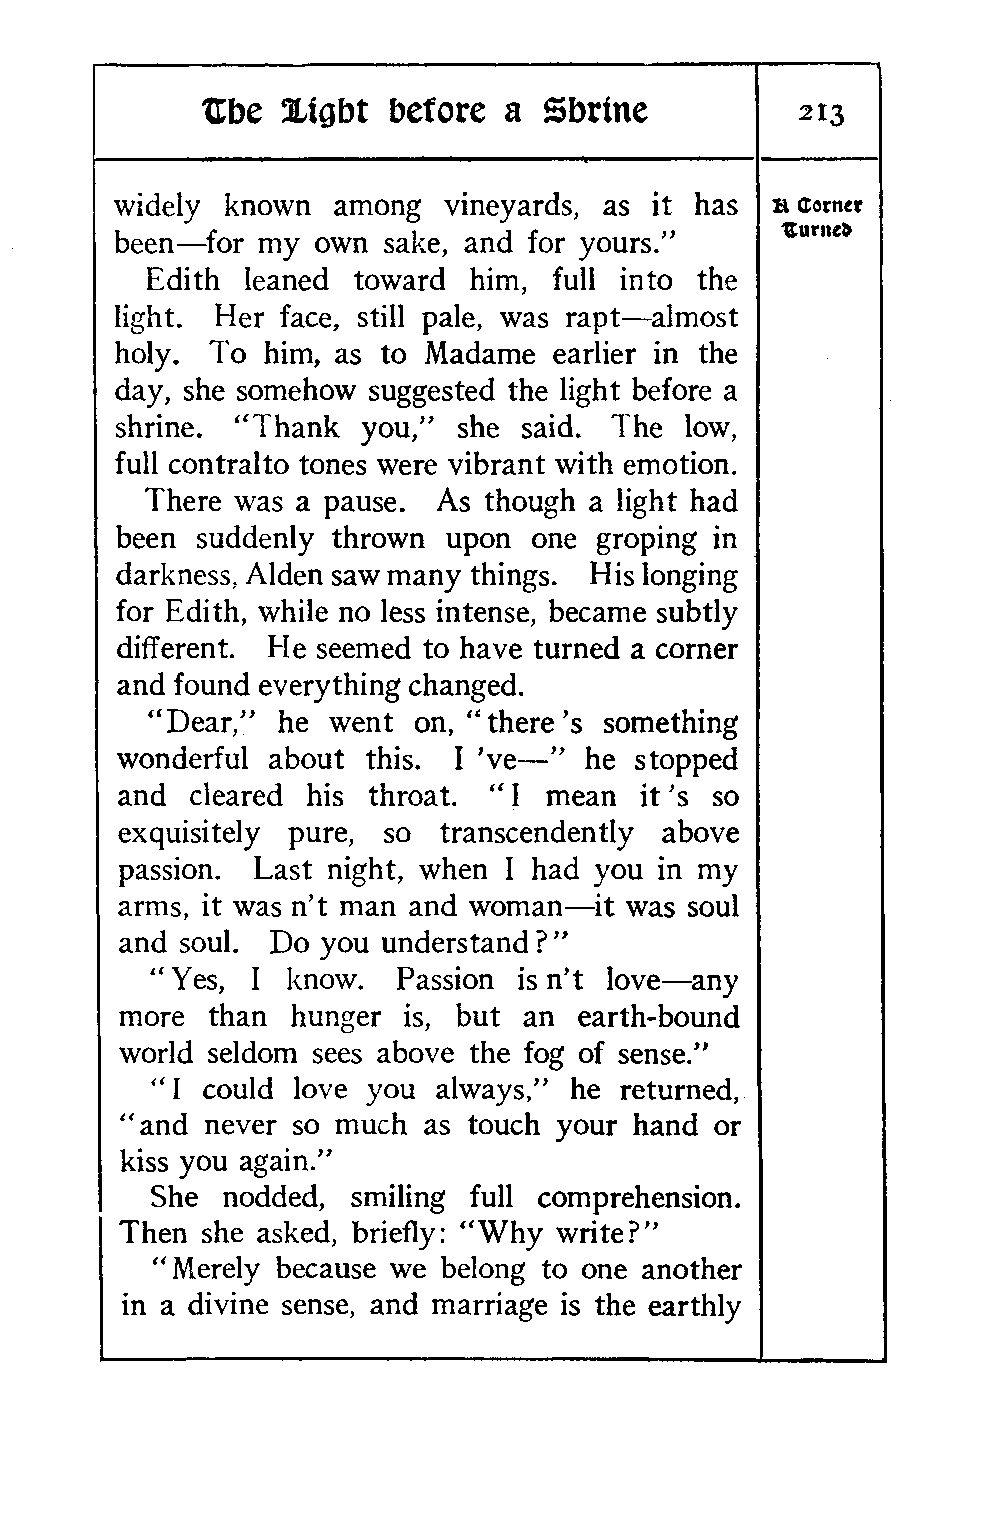 The Light before a Shrine
213
A Corner
Turned
widely known among vineyards, as it has
been—for my own sake, and for yours.”
Edith leaned toward him, full into the
light. Her face, still pale, was rapt—almost
holy. To him, as to Madame earlier in the
day, she somehow suggested the light before a
shrine. “Thank you,” she said. The low,
full contralto tones were vibrant with emotion.
There was a pause. As though a light had
been suddenly thrown upon one groping in
darkness, Alden saw many things. His longing
for Edith, while no less intense, became subtly
different. He seemed to have turned a corner
and found everything changed.
“Dear,” he went on, “there 's something
wonderful about this. I 've—” he stopped
and cleared his throat. “I mean it 's so
exquisitely pure, so transcendently above
passion. Last night, when I had you in my
arms, it was n't man and woman—it was soul
and soul. Do you understand?”
“Yes, I know. Passion is n't love—any
more than hunger is, but an earth-bound
world seldom sees above the fog of sense.”
“I could love you always,” he returned,
“and never so much as touch your hand or
kiss you again.”
She nodded, smiling full comprehension.
Then she asked, briefly: “Why write?”
“Merely because we belong to one another
in a divine sense, and marriage is the earthly